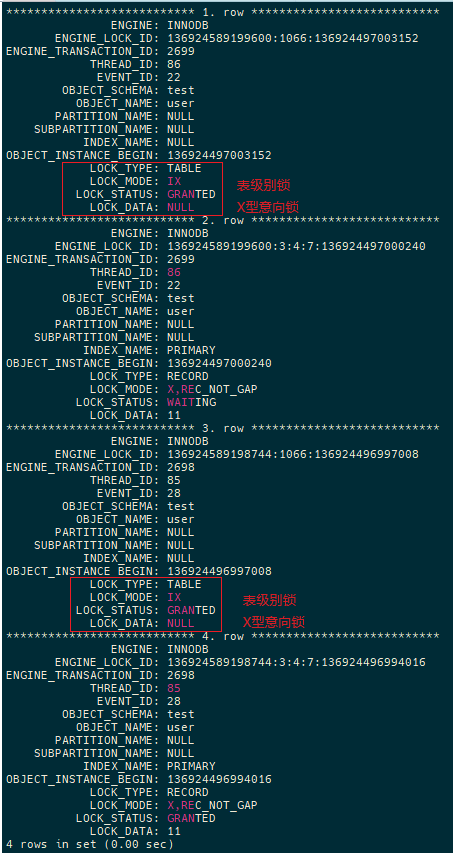 *************************** 1. row ***************************
ENGINE: INNODB
ENGINE_LOCK_ID: 136924589199600:1066:136924497003152
ENGINE_TRANSACTION_ID: 2699
THREAD_ID: 86
EVENT_ID: 22
OBJECT_SCHEMA: test
OBJECT_NAME: user
PARTITION_NAME: NULL
SUBPARTITION_NAME: NULL
INDEX_NAME: NULL
OBJECT_INSTANCE_BEGIN: 136924497003152
LOCK_TYPE: TABLE
LOCK_MODE: IX 表级别锁
LOCK_STATUS: GRANTED
LOCK_DATA: NULL X型意向锁
*************************** 2. row ***************************
ENGINE: INNODB
ENGINE_LOCK_ID: 136924589199600:3:4:7:136924497000240
ENGINE_TRANSACTION_ID: 2699
THREAD_ID: 86
EVENT_ID: 22
OBJECT_SCHEMA: test
OBJECT_NAME: user
PARTITION_NAME: NULL
SUBPARTITION_NAME: NULL
INDEX_NAME: PRIMARY
OBJECT_INSTANCE_BEGIN: 136924497000240
LOCK_TYPE: RECORD
LOCK_MODE: X,REC_NOT_GAP
LOCK_STATUS: WAITING
LOCK_DATA: 11
*************************** 3. row ***************************
ENGINE: INNODB
ENGINE_LOCK_ID: 136924589198744:1066:136924496997008
ENGINE_TRANSACTION_ID: 2698
THREAD_ID: 85
EVENT_ID: 28
OBJECT_SCHEMA: test
OBJECT_NAME: user
PARTITION_NAME: NULL
SUBPARTITION_NAME: NULL
INDEX_NAME: NULL
OBJECT_INSTANCE_BEGIN: 136924496997008
LOCK_TYPE: TABLE
LOCK_MODE: IX 表级别锁
LOCK_STATUS: GRANTED
LOCK_DATA: NULL X型意向锁
*************************** 4. row ***************************
ENGINE: INNODB
ENGINE_LOCK_ID: 136924589198744:3:4:7:136924496994016
ENGINE_TRANSACTION_ID: 2698
THREAD_ID: 85
EVENT_ID: 28
OBJECT_SCHEMA: test
OBJECT_NAME: user
PARTITION_NAME: NULL
SUBPARTITION_NAME: NULL
INDEX_NAME: PRIMARY
OBJECT_INSTANCE_BEGIN: 136924496994016
LOCK_TYPE: RECORD
LOCK_MODE: X,REC_NOT_GAP
LOCK_STATUS: GRANTED
LOCK_DATA: 11
4 rows in set (0.00 sec)